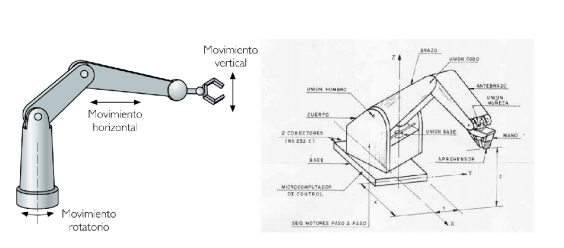 Movimiento
vertical
Movimiento
horizontal
Movimiento
rotatorio
BRAZO
Z
UNION CODO
UNION HOMBRO
ANTEBRAZO
UNION
MUÑECA
CUERPO
2 CONECTORES
(RS 232 C)
UNION BASE
MANO
BASE
APREHENSOR
Y
Z
MICROCOMPUTADOR
DE CONTROL
X
Y
X
SEIS MOTORES PASO A PASO